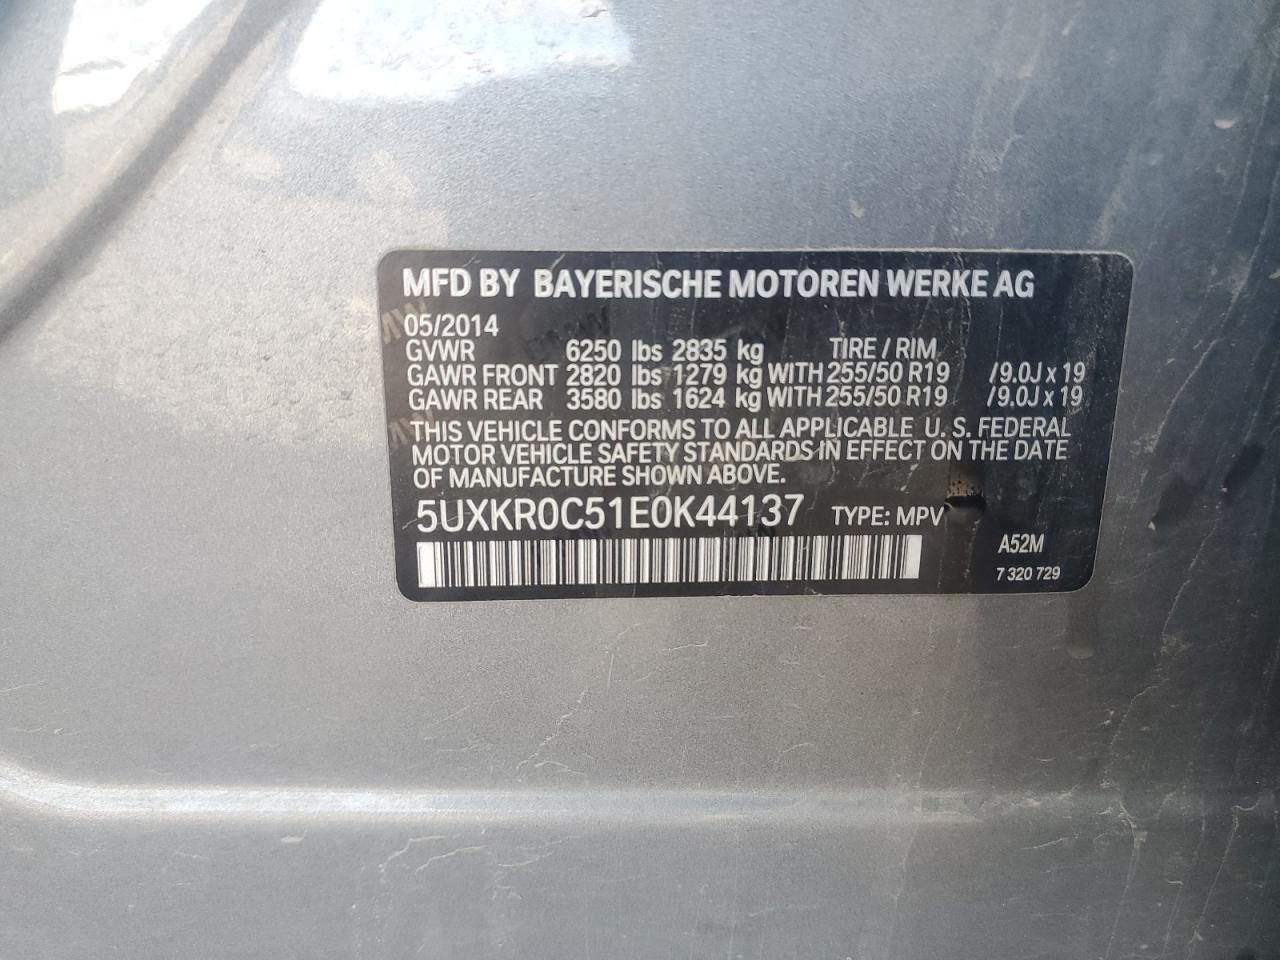 MFD BY BAYERISCHE MOTOREN WERKE AG
05/2014
GVWR 6250 lbs 2835 kg TIRE / RIM
GAWR FRONT 2820 lbs 1279 kg WITH 255/50 R19 /9.0J x 19
GAWR REAR 3580 lbs 1624 kg WITH 255/50 R19 /9.0J x 19
THIS VEHICLE CONFORMS TO ALL APPLICABLE U. S. FEDERAL
MOTOR VEHICLE SAFETY STANDARDS IN EFFECT ON THE DATE
OF MANUFACTURE SHOWN ABOVE.
5UXKR0C51E0K44137 TYPE: MPV
A52M
7 320 729